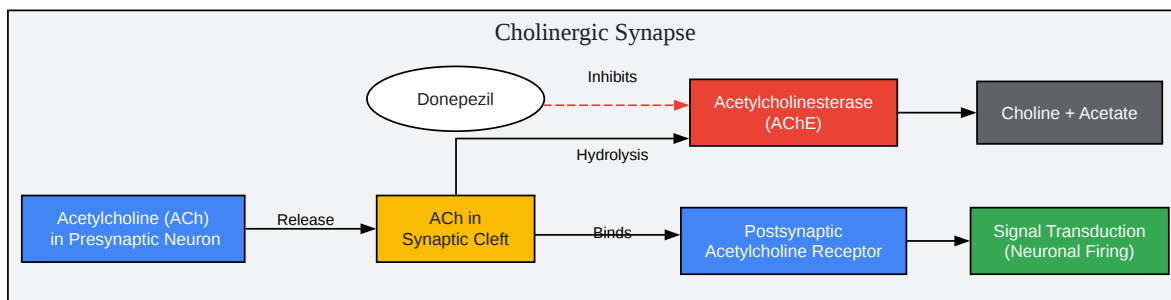 Cholinergic Synapse
Inhibits
Donepezil
Acetylcholinesterase
(AChE)
Choline + Acetate
Hydrolysis
Acetylcholine (ACh)
in Presynaptic Neuron
Release
ACh in
Synaptic Cleft
Binds
Postsynaptic
Acetylcholine Receptor
Signal Transduction
(Neuronal Firing)